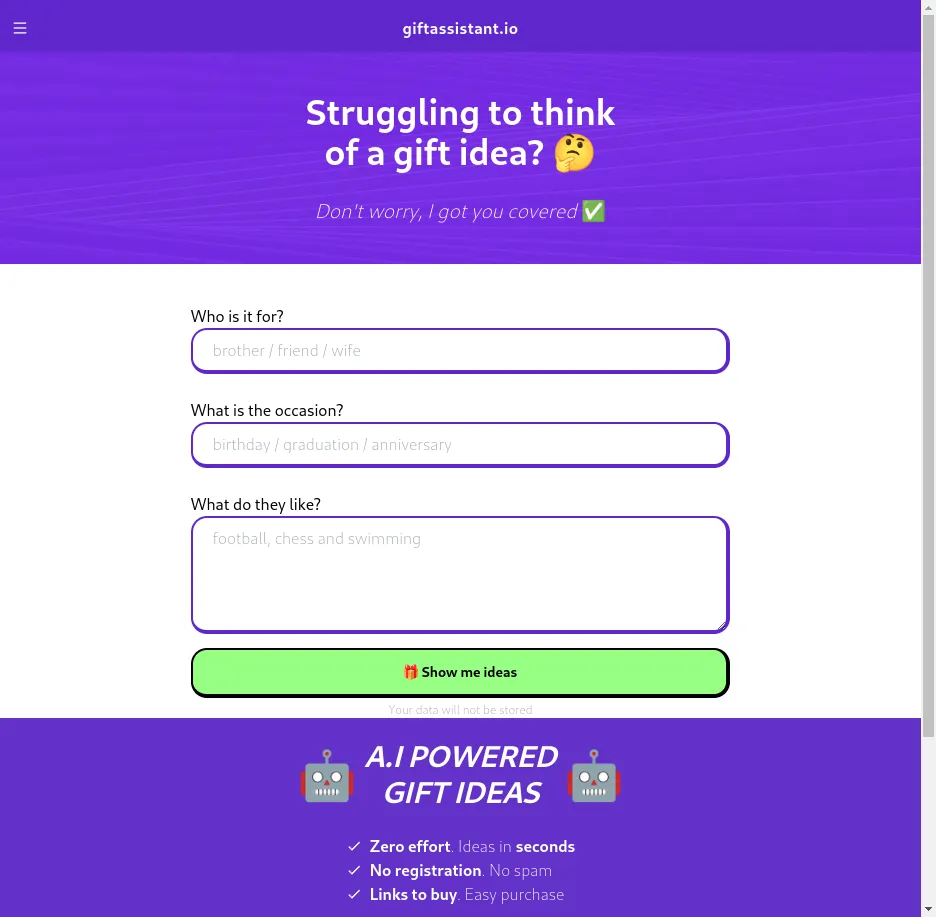 giftassistant.io
Struggling to think
of a gift idea? 🤔
Don't worry, I got you covered ✅
Who is it for?
brother / friend / wife
What is the occasion?
birthday / graduation / anniversary
What do they like?
football, chess and swimming
🎁 Show me ideas
Your data will not be stored
A.I POWERED
GIFT IDEAS
Zero effort. Ideas in seconds
No registration. No spam
Links to buy. Easy purchase